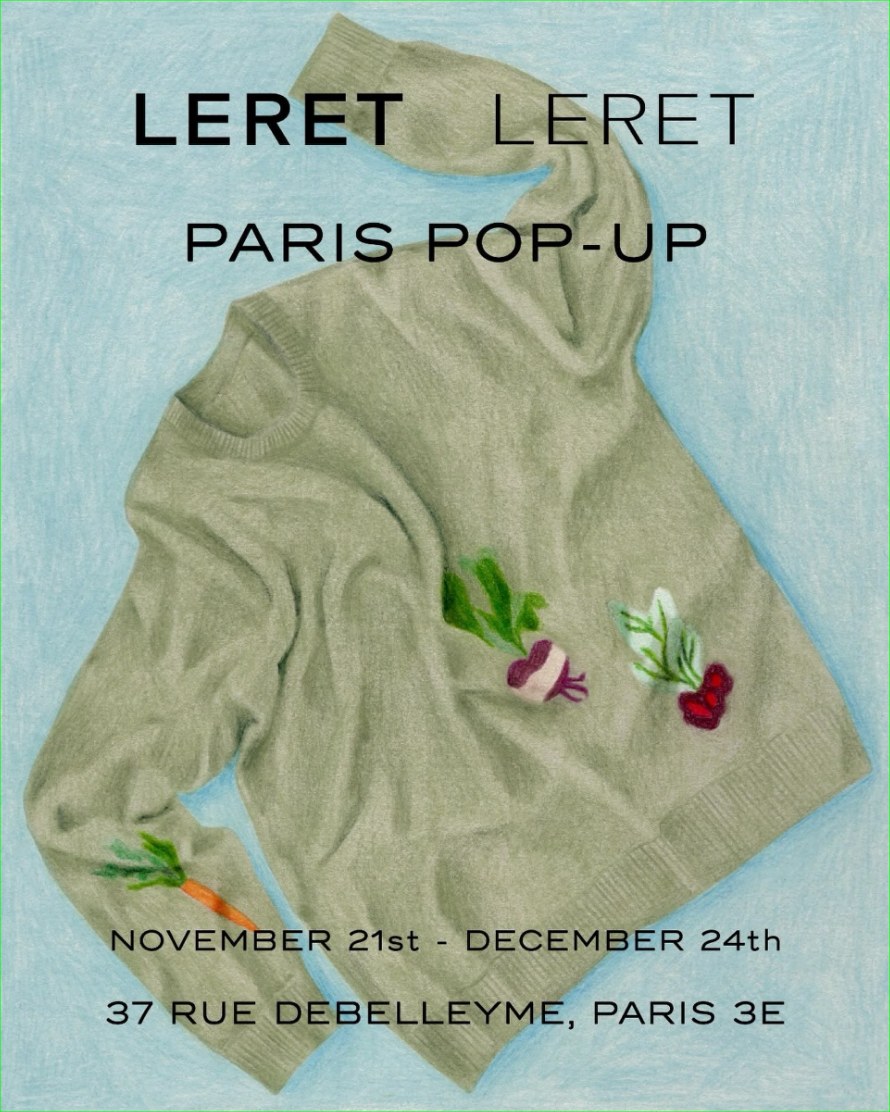 LERET LERET
PARIS POP-UP
NOVEMBER 21st - DECEMBER 24th
37 RUE DEBELLEYME, PARIS 3E